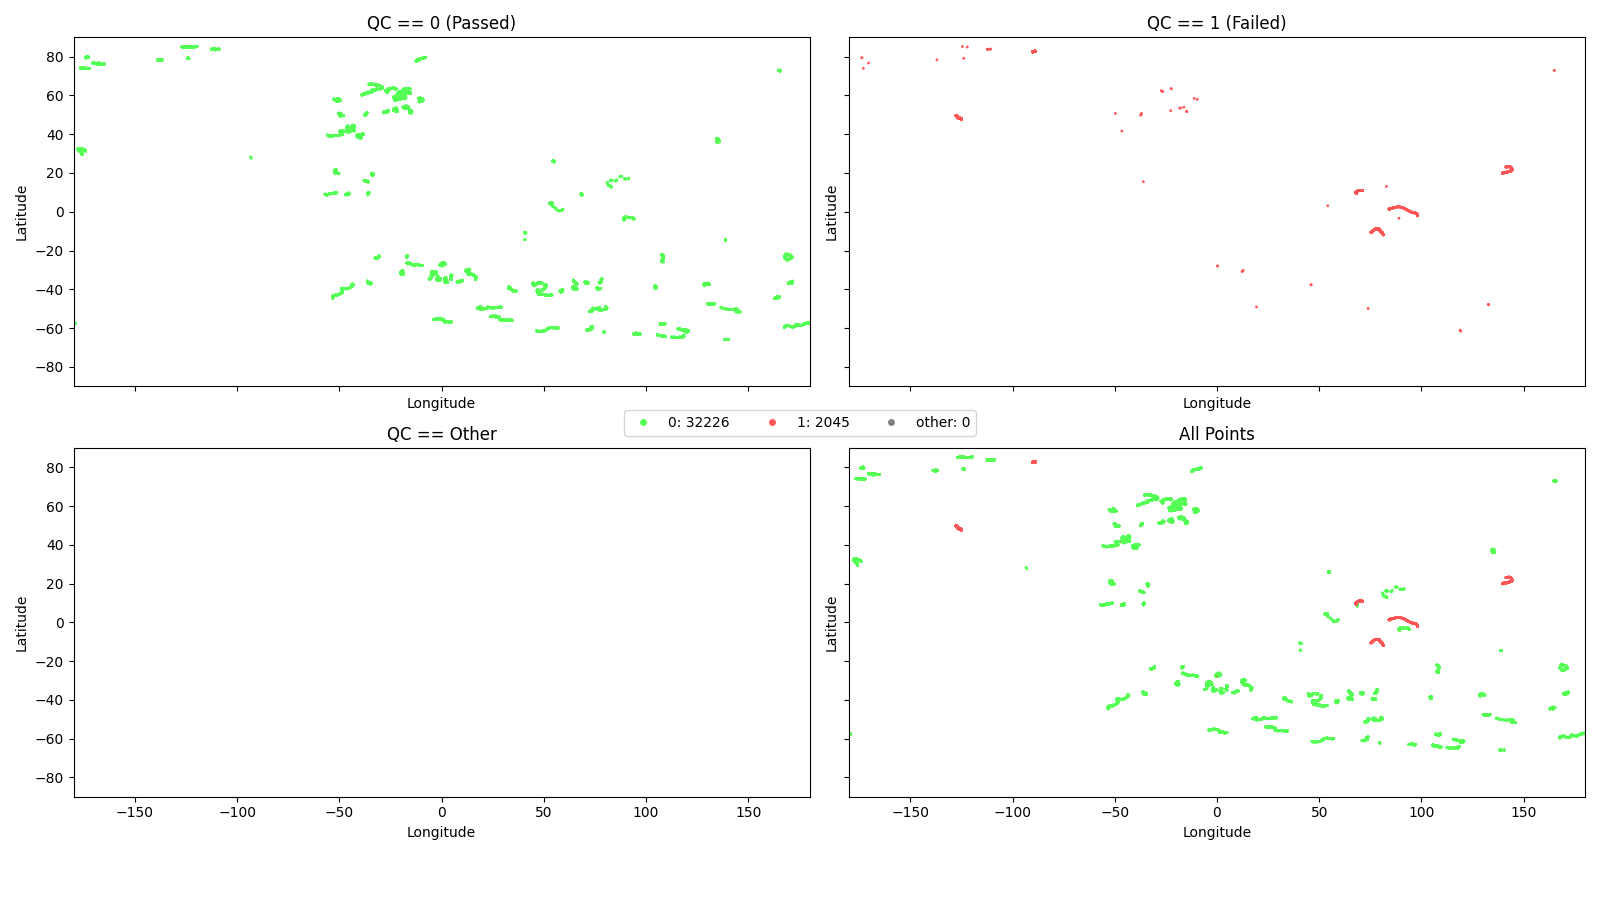 QC == 0 (Passed)
80
60
40
20
0
−20
−40
−60
−80
Latitude
Longitude
QC == 1 (Failed)
Latitude
Longitude
0: 32226
1: 2045
other: 0
QC == Other
80
60
40
20
0
−20
−40
−60
−80
Latitude
−150
−100
−50
0
50
100
150
Longitude
All Points
Latitude
−150
−100
−50
0
50
100
150
Longitude